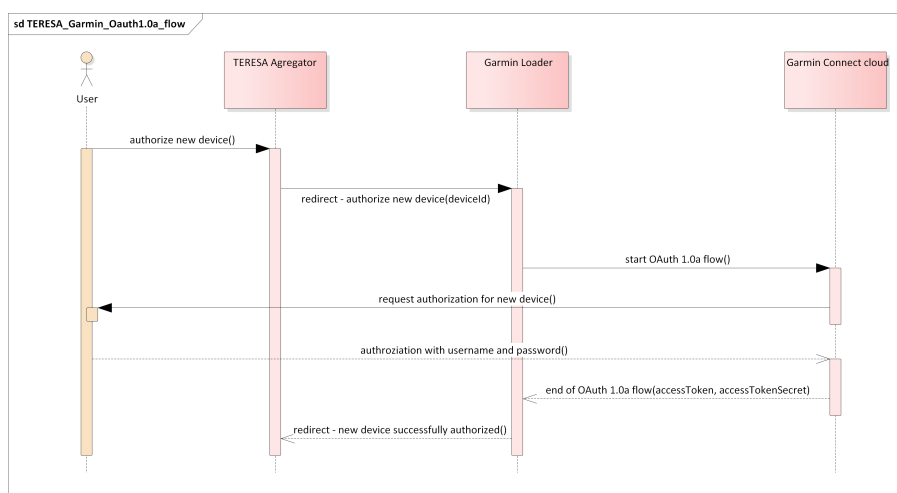 sd TERESA_Garmin_Oauth1.0a_flow
TERESA Agregator
Garmin Loader
Garmin Connect cloud
User
authorize new device()
redirect - authorize new device(deviceId)
start OAuth 1.0a flow()
request authorization for new device()
authroziation with username and password()
end of OAuth 1.0a flow(accessToken, accessTokenSecret)
redirect - new device successfully authorized()